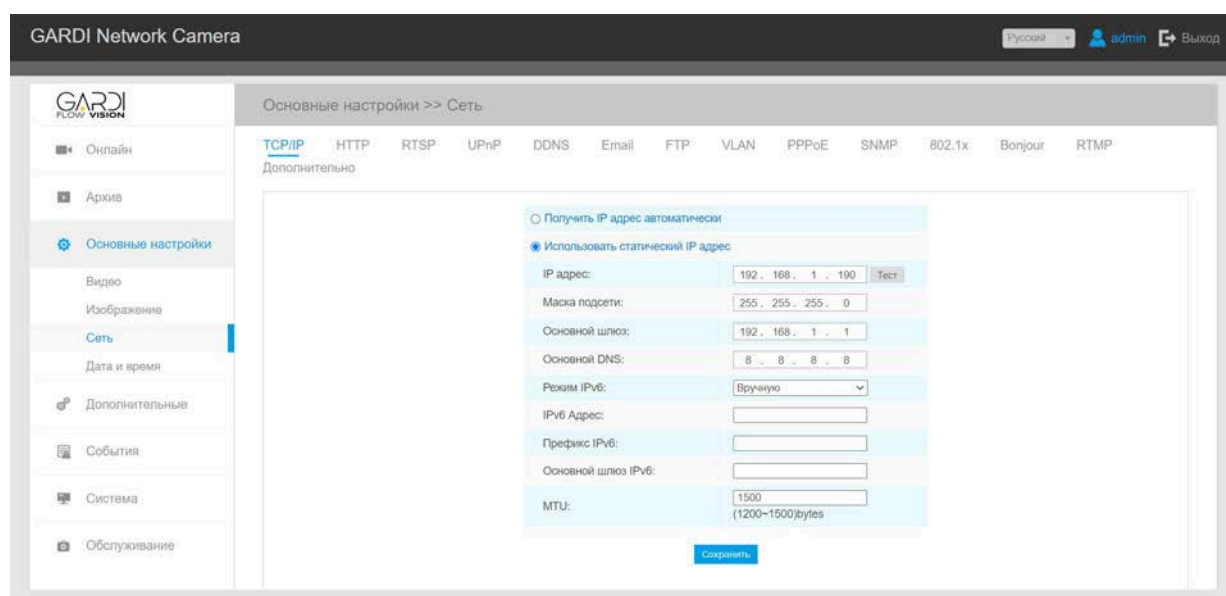 GARDI Network Camera
Русский
admin
Выход
GARDI
FLOW VISION
Основные настройки >> Сеть
Онлайн
Архив
Основные настройки
Видео
Изображение
Сеть
Дата и время
Дополнительные
События
Система
Обслуживание
TCP/IP HTTP RTSP UPnP DDNS Email FTP VLAN PPPoE SNMP 802.1x Bonjour RTMP
Дополнительно
Получить IP адрес автоматически
Использовать статический IP адрес
IP адрес: 192 . 168 . 1 . 190 Тест
Маска подсети: 255 . 255 . 255 . 0
Основной шлюз: 192 . 168 . 1 . 1
Основной DNS: 8 . 8 . 8 . 8
Режим IPv6: Вручную
IPv6 Адрес:
Префикс IPv6:
Основной шлюз IPv6:
MTU: 1500
(1200~1500)bytes
Сохранить